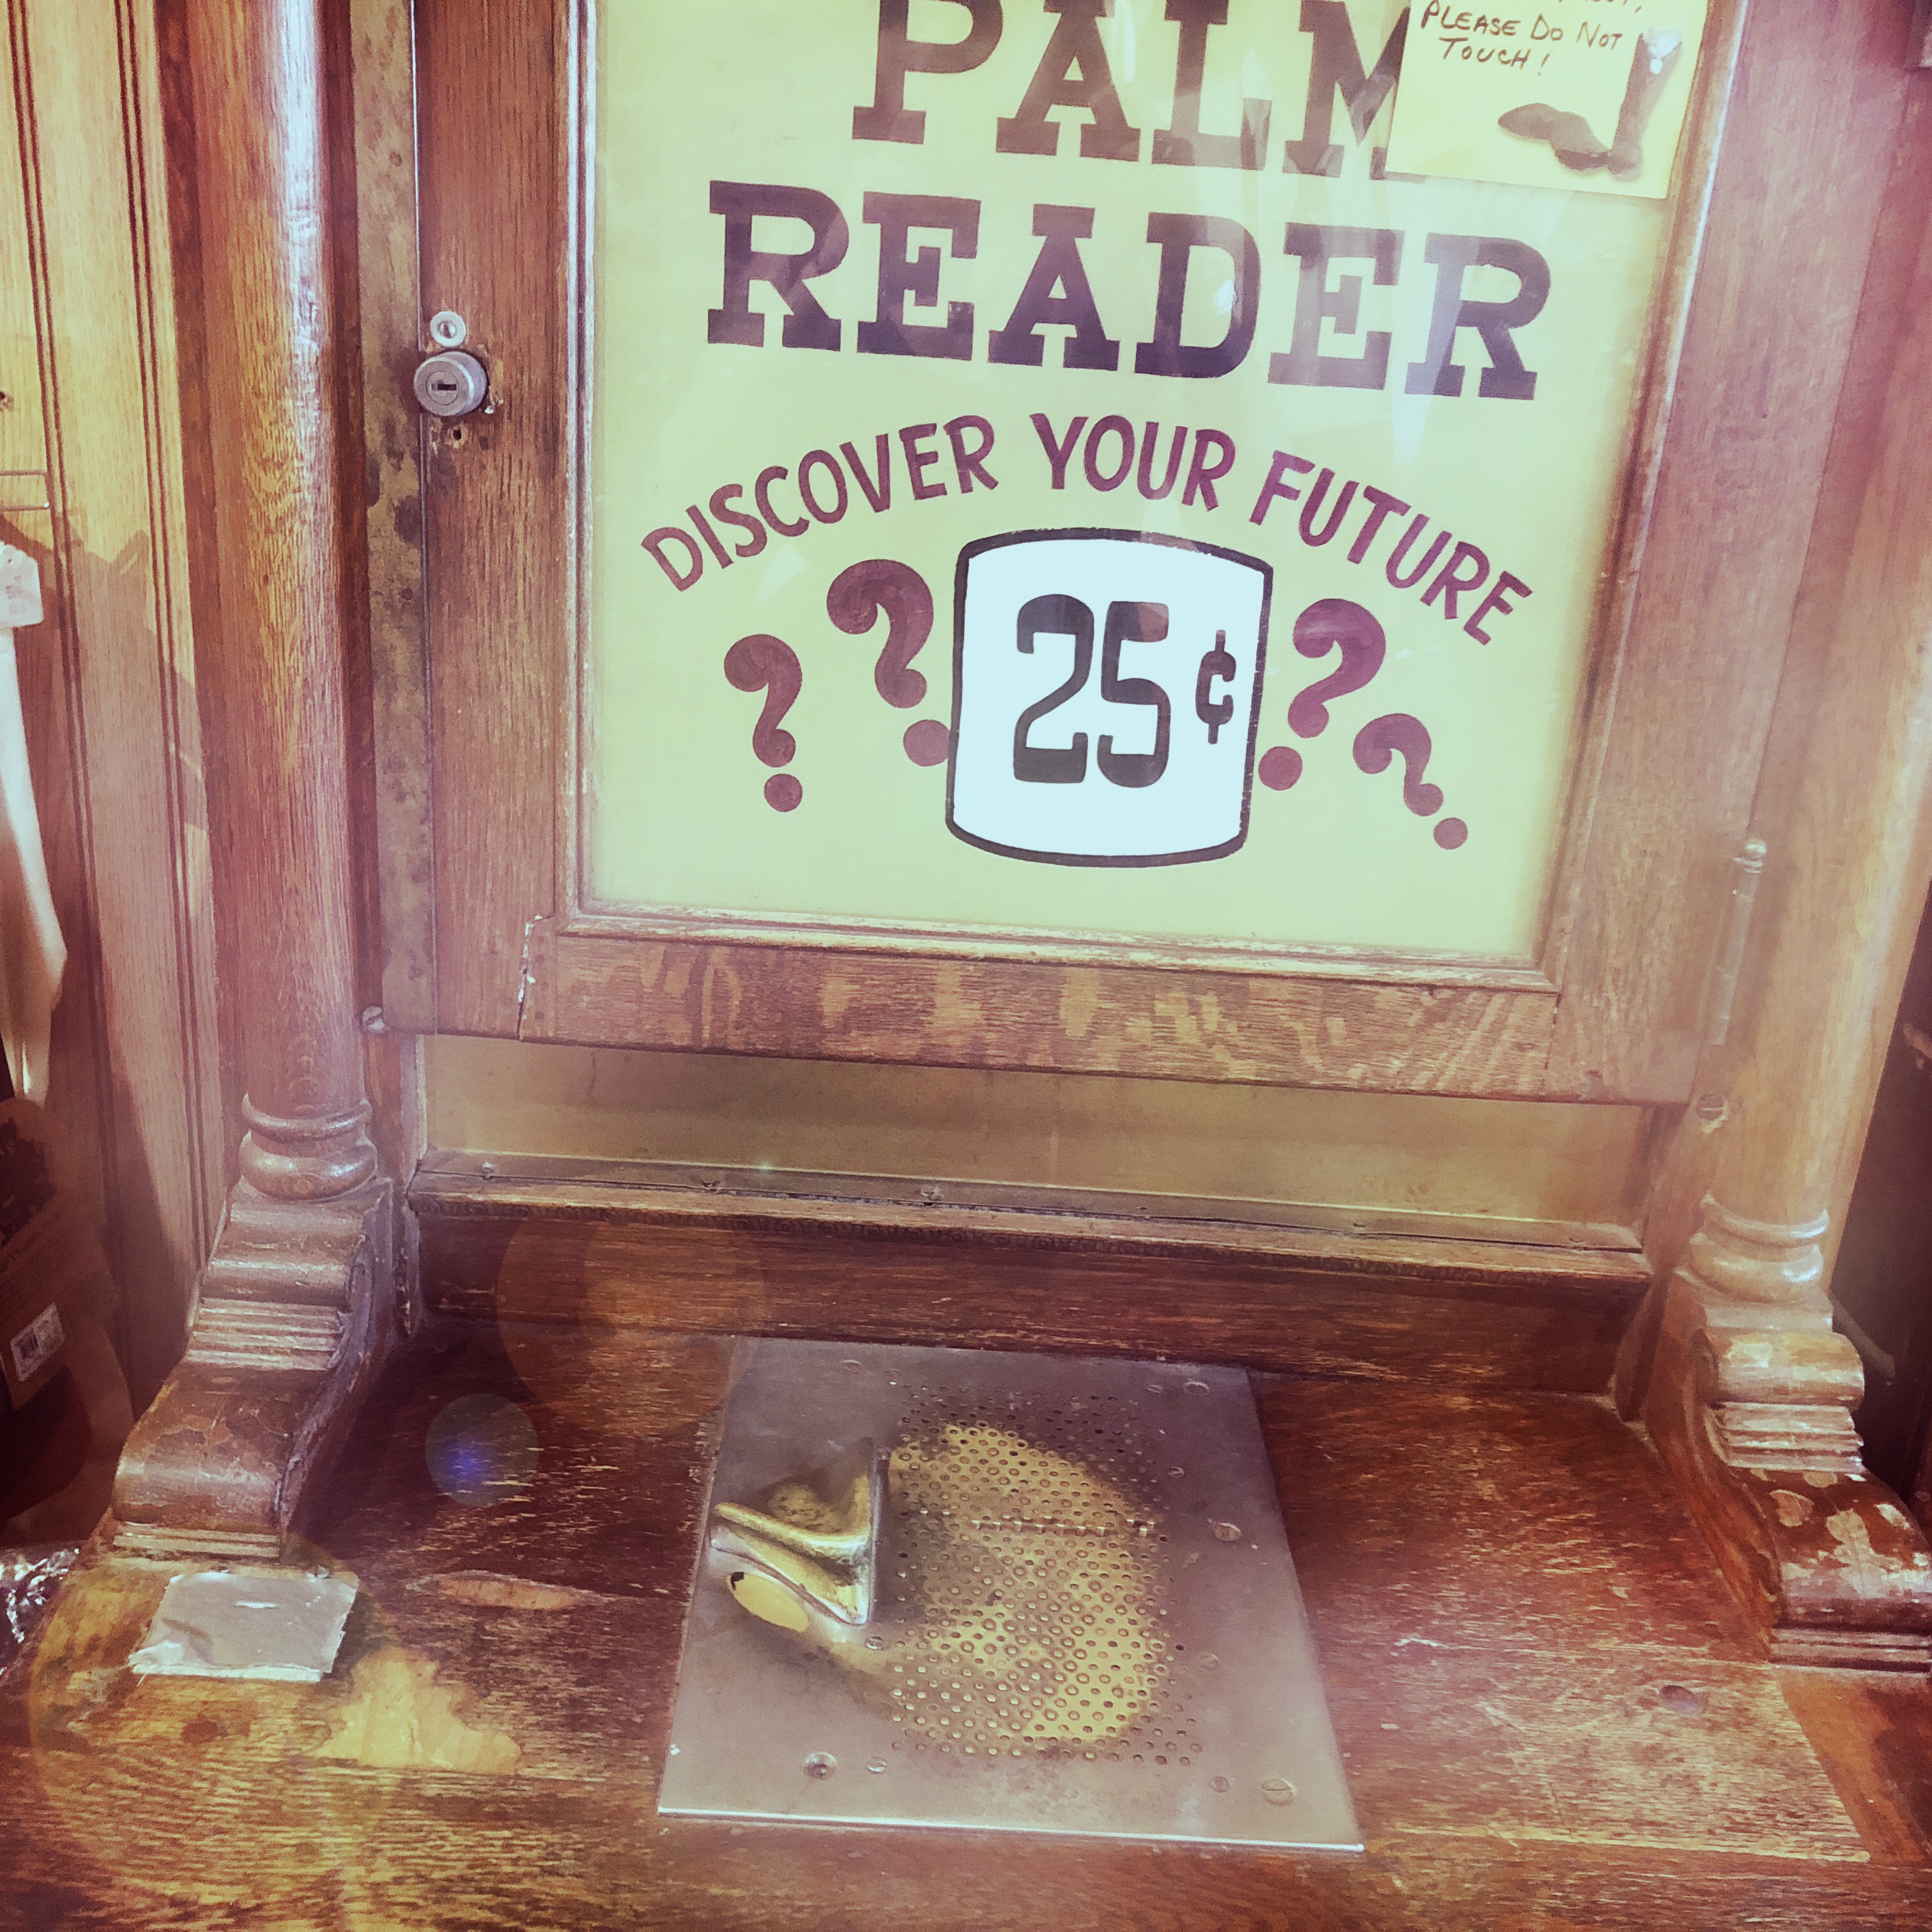 PLEASE DO NOT
TOUCH!
PALM
READER
DISCOVER YOUR FUTURE
? ? 25¢ ? ?